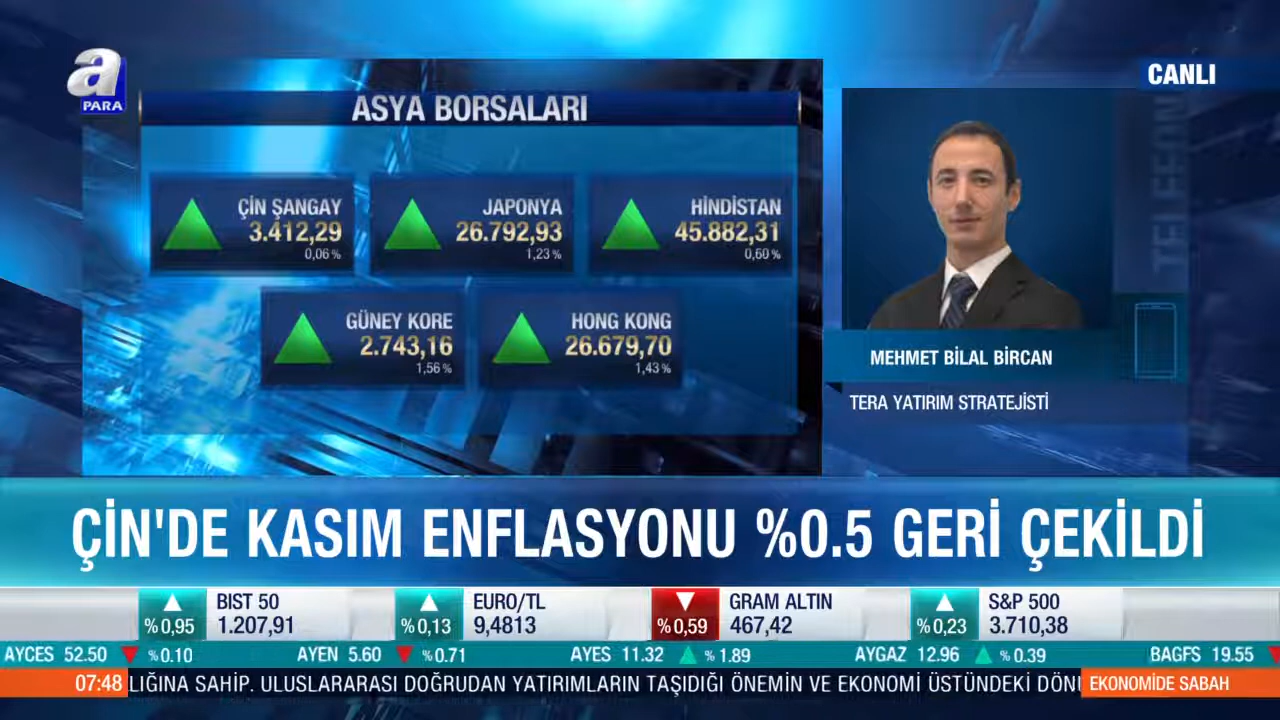 a
PARA
CANLI
TELEFON
ASYA BORSALARI
ÇİN ŞANGAY
3.412,29
0,06 %
JAPONYA
26.792,93
1,23 %
HİNDİSTAN
45.882,31
0,60 %
GÜNEY KORE
2.743,16
1,56 %
HONG KONG
26.679,70
1,43 %
MEHMET BİLAL BİRCAN
TERA YATIRIM STRATEJİSTİ
ÇİN'DE KASIM ENFLASYONU %0.5 GERİ ÇEKİLDİ
%0,95 BIST 50 1.207,91
%0,13 EURO/TL 9,4813
%0,59 GRAM ALTIN 467,42
%0,23 S&P 500 3.710,38
AYCES 52.50 %0.10 AYEN 5.60 %0.71 AYES 11.32 % 1.89 AYGAZ 12.96 % 0.39 BAGFS 19.55
07:48 LIĞINA SAHİP. ULUSLARARASI DOĞRUDAN YATIRIMLARIN TAŞIDIĞI ÖNEMİN VE EKONOMİ ÜSTÜNDEKİ DÖNÜ EKONOMİDE SABAH